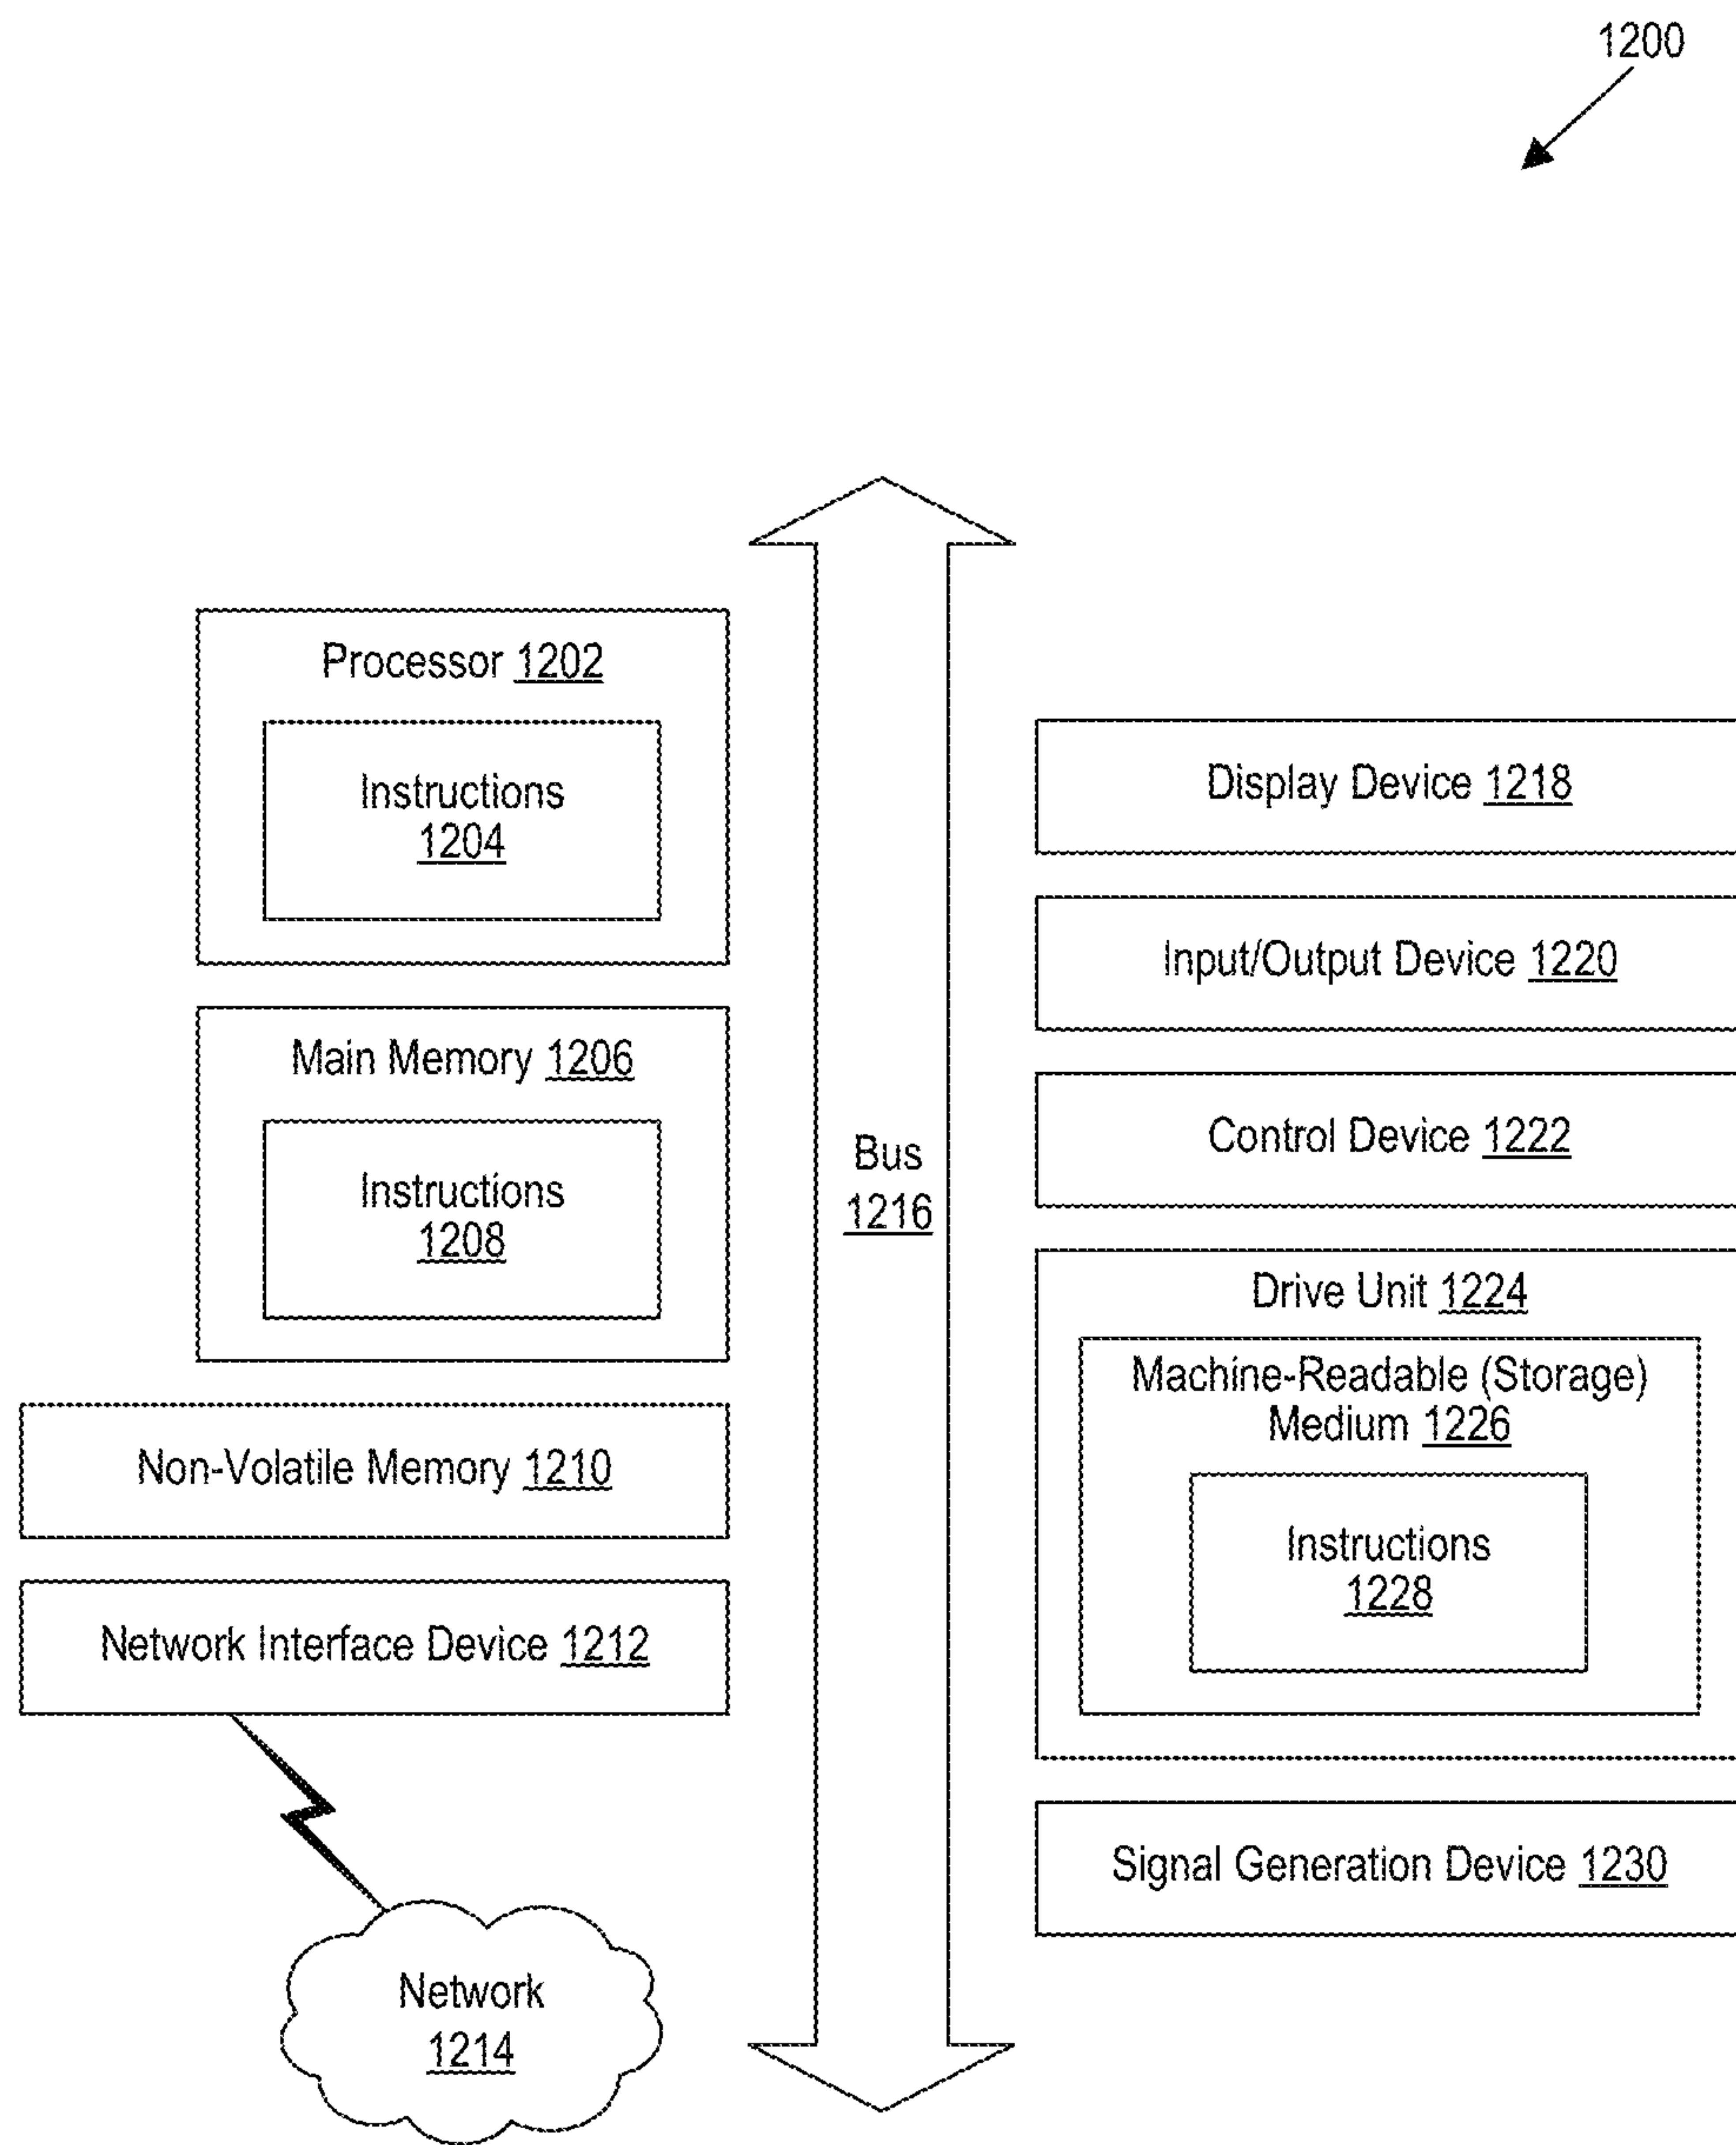 1200
Processor 1202
Instructions
1204
Main Memory 1206
Instructions
1208
Non-Volatile Memory 1210
Network Interface Device 1212
Network
1214
Bus
1216
Display Device 1218
Input/Output Device 1220
Control Device 1222
Drive Unit 1224
Machine-Readable (Storage)
Medium 1226
Instructions
1228
Signal Generation Device 1230